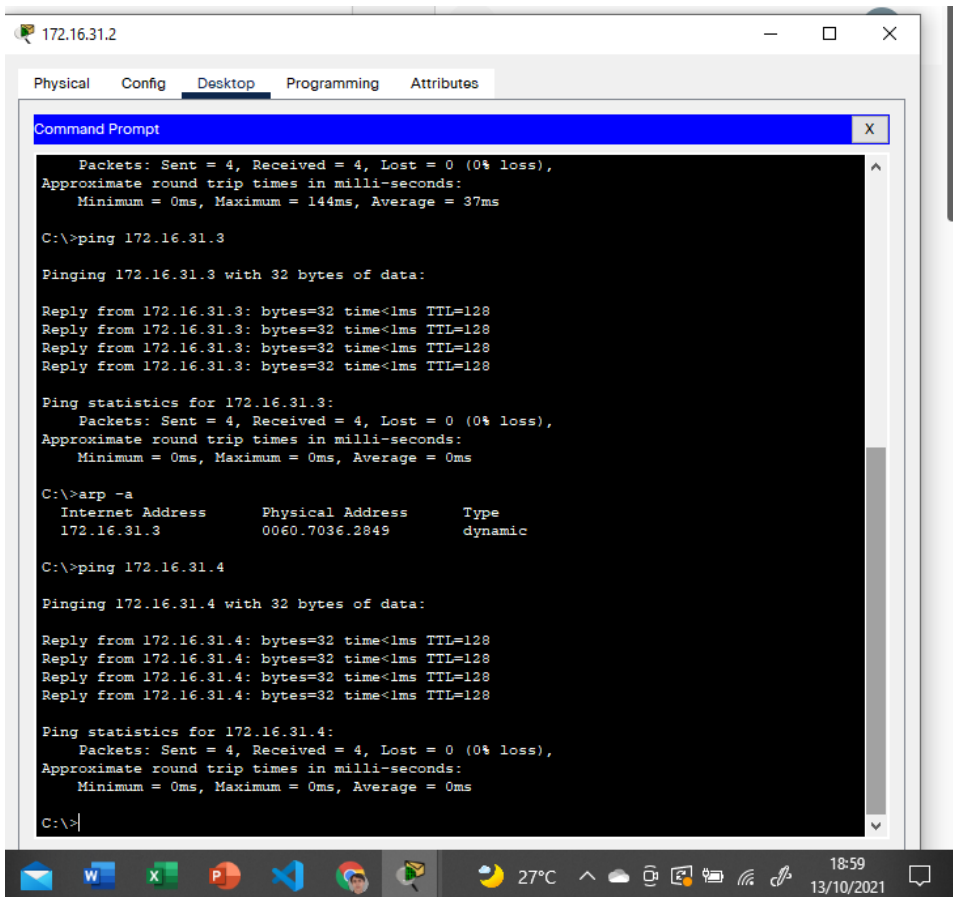 172.16.31.2
Physical Config Desktop Programming Attributes
Command Prompt X
Packets: Sent = 4, Received = 4, Lost = 0 (0% loss),
Approximate round trip times in milli-seconds:
Minimum = 0ms, Maximum = 144ms, Average = 37ms
C:\>ping 172.16.31.3
Pinging 172.16.31.3 with 32 bytes of data:
Reply from 172.16.31.3: bytes=32 time<1ms TTL=128
Reply from 172.16.31.3: bytes=32 time<1ms TTL=128
Reply from 172.16.31.3: bytes=32 time<1ms TTL=128
Reply from 172.16.31.3: bytes=32 time<1ms TTL=128
Ping statistics for 172.16.31.3:
Packets: Sent = 4, Received = 4, Lost = 0 (0% loss),
Approximate round trip times in milli-seconds:
Minimum = 0ms, Maximum = 0ms, Average = 0ms
C:\>arp -a
Internet Address Physical Address Type
172.16.31.3 0060.7036.2849 dynamic
C:\>ping 172.16.31.4
Pinging 172.16.31.4 with 32 bytes of data:
Reply from 172.16.31.4: bytes=32 time<1ms TTL=128
Reply from 172.16.31.4: bytes=32 time<1ms TTL=128
Reply from 172.16.31.4: bytes=32 time<1ms TTL=128
Reply from 172.16.31.4: bytes=32 time<1ms TTL=128
Ping statistics for 172.16.31.4:
Packets: Sent = 4, Received = 4, Lost = 0 (0% loss),
Approximate round trip times in milli-seconds:
Minimum = 0ms, Maximum = 0ms, Average = 0ms
C:\>
27°C 18:59
13/10/2021